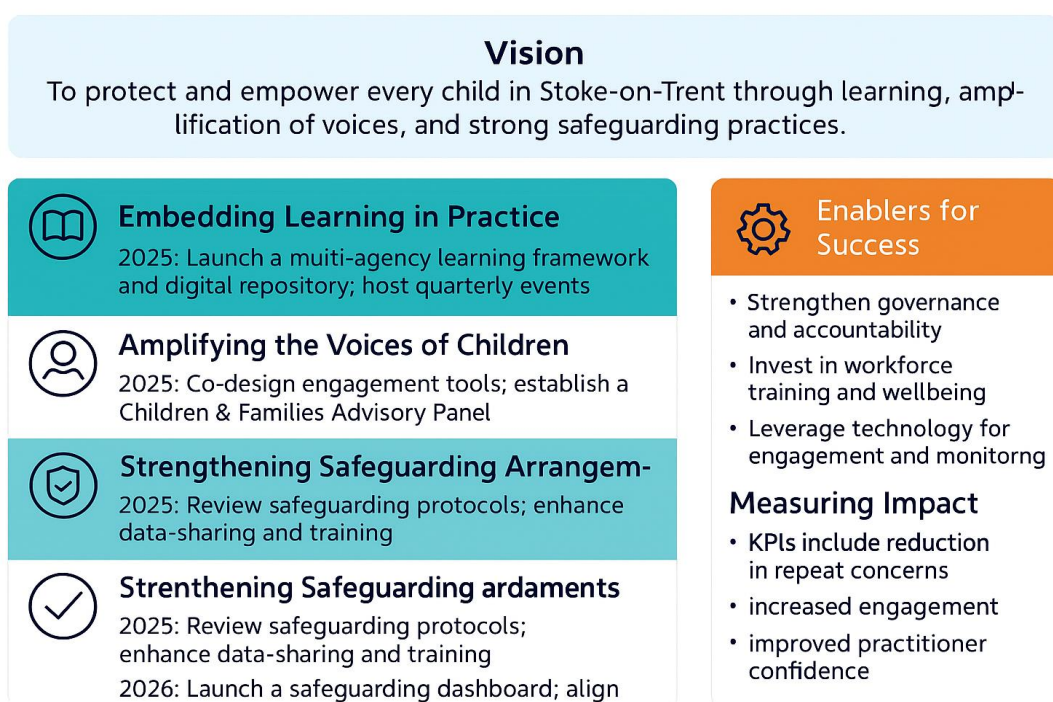 Vision
To protect and empower every child in Stoke-on-Trent through learning, amp-
lification of voices, and strong safeguarding practices.
Embedding Learning in Practice
2025: Launch a muiti-agency learning framework
and digital repository; host quarterly events
Amplifying the Voices of Children
2025: Co-design engagement tools; establish a
Children & Families Advisory Panel
Strengthening Safeguarding Arrangem-
2025: Review safeguarding protocols; enhance
data-sharing and training
Strenthening Safeguarding ardaments
2025: Review safeguarding protocols;
enhance data-sharing and training
2026: Launch a safeguarding dashboard; align
Enablers for
Success
• Strengthen governance
and accountability
• Invest in workforce
training and wellbeing
• Leverage technology for
engagement and monitorng
Measuring Impact
• KPIs include reduction
in repeat concerns
• increased engagement
• improved practitioner
confidence